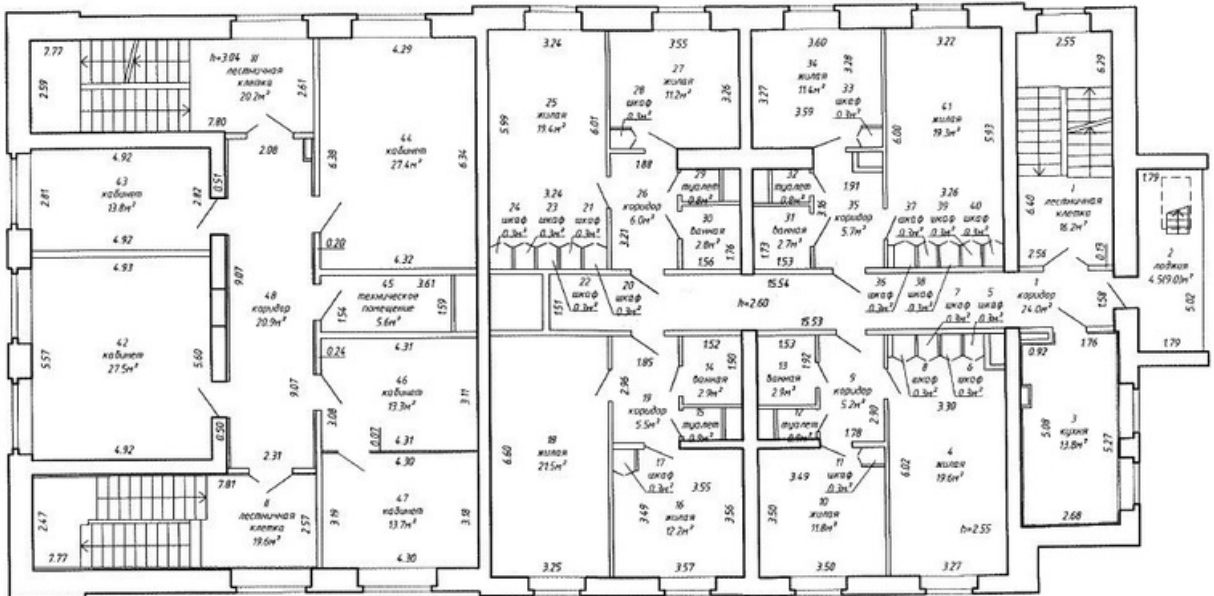 7.77
2.59
h=3.04 III
лестничная
клетка
20.2м²
2.61
7.80
4.29
6.38
44
кабинет
27.4м²
6.34
4.32
0.20
2.08
4.92
43
кабинет
13.8м²
2.81
2.82
0.51
4.92
4.93
42
кабинет
27.5м²
5.57
5.60
4.92
0.50
9.07
48
коридор
20.9м²
9.07
2.31
45 3.61
техническое
помещение
5.6м²
1.54
1.59
0.24
4.31
46
кабинет
13.3м²
3.08
3.11
0.02
4.31
4.30
47
кабинет
13.7м²
3.19
3.18
4.30
7.81
II
лестничная
клетка
19.6м²
2.57
2.47
7.77
3.24
25
жилая
19.4м²
5.99
6.01
3.24
24
шкаф
0.3м²
23
шкаф
0.3м²
21
шкаф
0.3м²
22
шкаф
0.3м²
20
шкаф
0.3м²
1.51
3.55
27
жилая
11.2м²
3.26
28
шкаф
0.3м²
1.88
26
коридор
6.0м²
3.21
29
туалет
0.8м²
30
ванная
2.8м²
1.76
1.56
3.60
34
жилая
11.4м²
3.28
3.27
3.59
33
шкаф
0.3м²
32
туалет
0.8м²
31
ванная
2.7м²
1.73
1.53
1.91
3.16
35
коридор
5.7м²
3.22
41
жилая
19.3м²
6.00
5.93
3.26
37
шкаф
0.3м²
39
шкаф
0.3м²
40
шкаф
0.3м²
36
шкаф
0.3м²
38
шкаф
0.3м²
7
шкаф
0.3м²
5
шкаф
0.3м²
15.54
h=2.60
15.53
2.55
6.29
6.40
I
лестничная
клетка
16.2м²
2.56
0.13
1
коридор
24.0м²
1.58
1.76
0.92
1.79
2
лоджия
4.5(9.0)м²
5.02
1.79
3
кухня
13.8м²
5.08
5.27
2.68
8
шкаф
0.3м²
6
шкаф
0.3м²
3.30
4
жилая
19.6м²
6.02
h=2.55
3.27
1.85
2.96
19
коридор
5.5м²
1.52
1.90
14
ванная
2.9м²
15
туалет
0.9м²
1.53
1.92
13
ванная
2.9м²
12
туалет
9
коридор
5.2м²
2.90
1.78
18
жилая
21.5м²
6.60
3.25
17
шкаф
0.3м²
3.55
16
жилая
12.2м²
3.49
3.56
3.57
11
шкаф
0.3м²
3.49
10
жилая
11.8м²
3.50
3.50